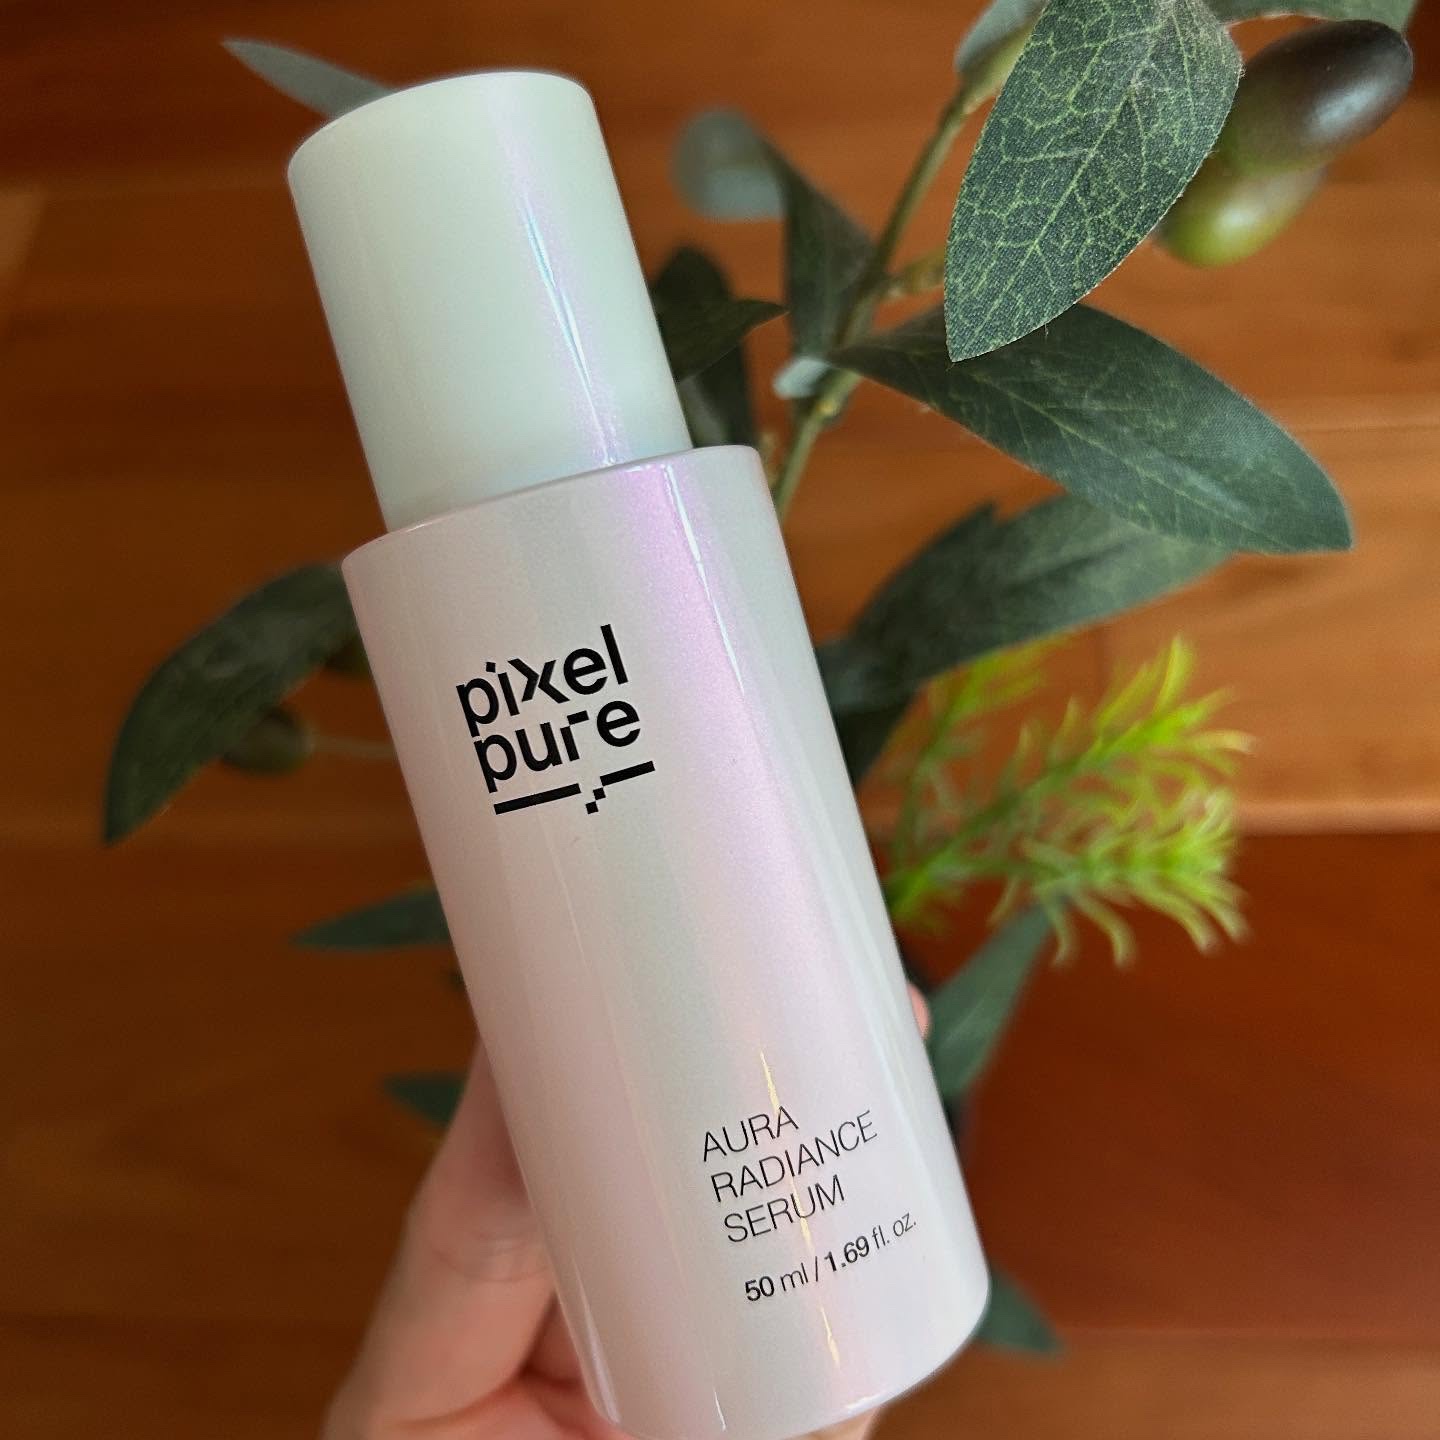 pixel
pure
AURA
RADIANCE
SERUM
50 ml / 1.69 fl. oz.